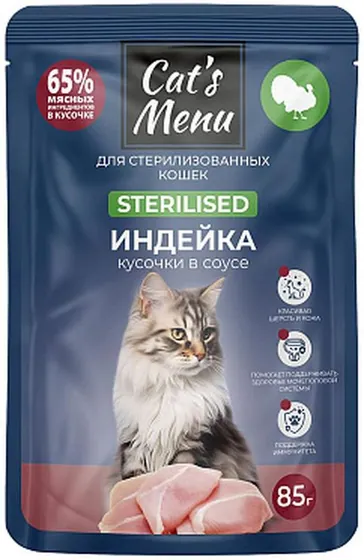 65%
МЯСНЫХ
ИНГРЕДИЕНТОВ
В КУСОЧКЕ
Cat's
Menu
ДЛЯ СТЕРИЛИЗОВАННЫХ
КОШЕК
STERILISED
ИНДЕЙКА
КУСОЧКИ В СОУСЕ
КРАСИВАЯ
ШЕРСТЬ И КОЖА
ПОМОГАЕТ ПОДДЕРЖИВАТЬ
ЗДОРОВЬЕ МОЧЕПОЛОВОЙ
СИСТЕМЫ
ПОДДЕРЖКА
ИММУНИТЕТА
85г